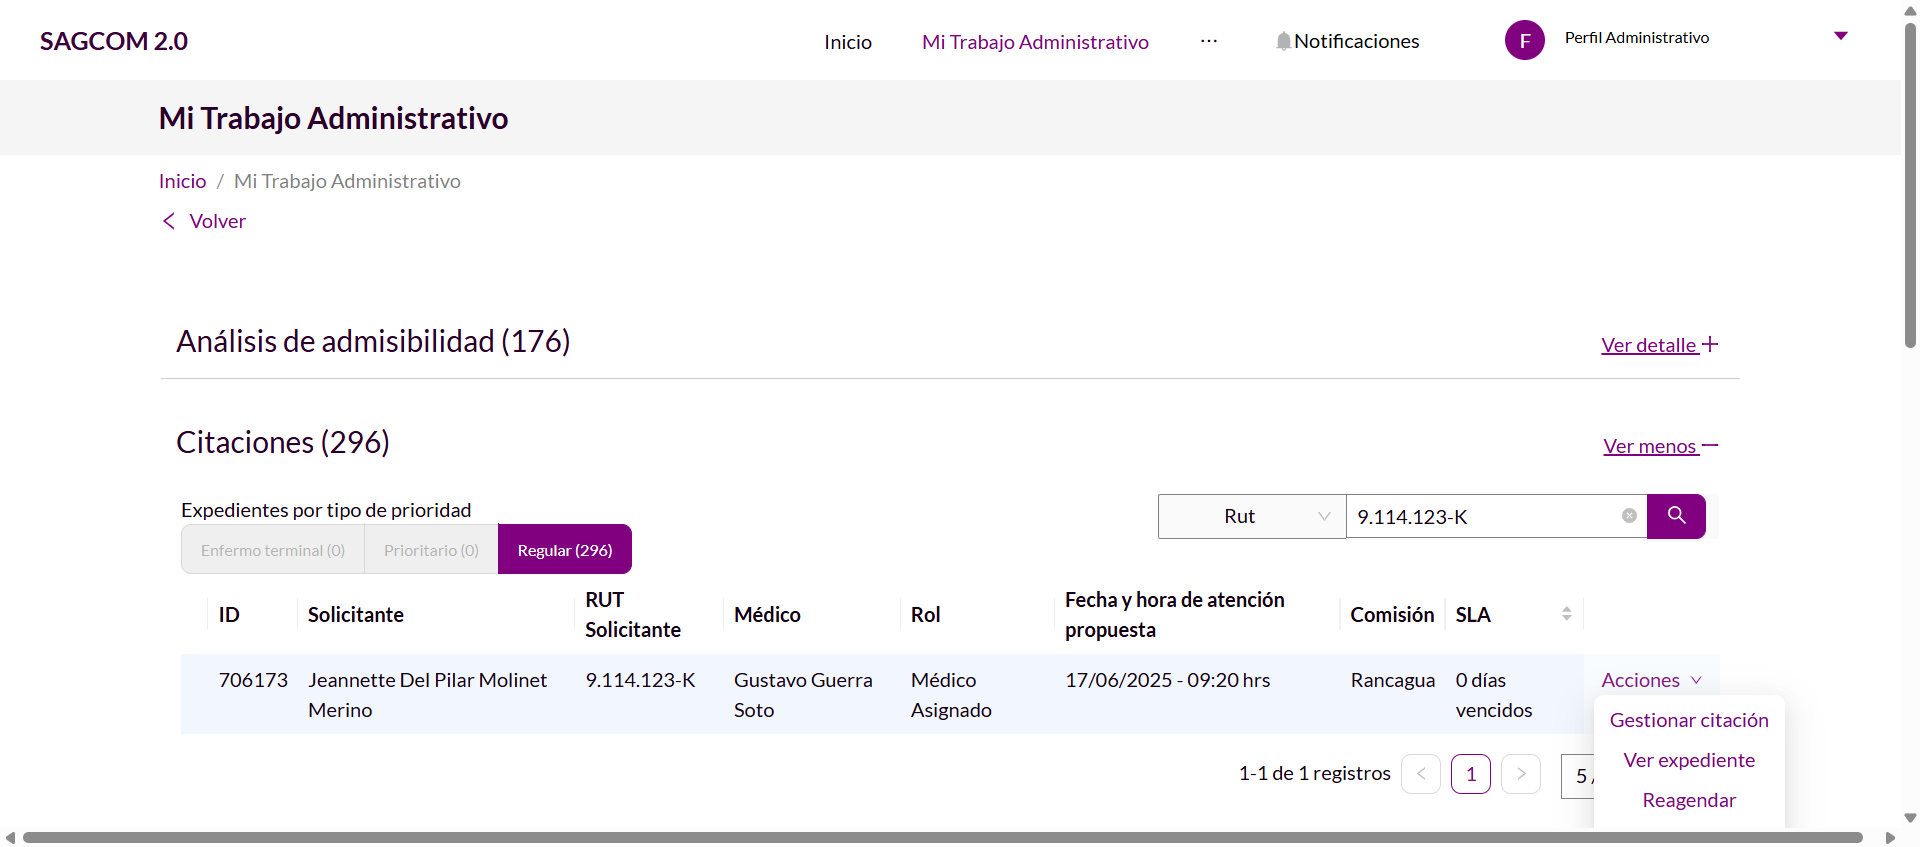 SAGCOM 2.0
Inicio
Mi Trabajo Administrativo
···
Notificaciones
F
Perfil Administrativo
Mi Trabajo Administrativo
Inicio / Mi Trabajo Administrativo
Volver
Análisis de admisibilidad (176)
Ver detalle
Citaciones (296)
Ver menos
Expedientes por tipo de prioridad
Enfermo terminal (0)
Prioritario (0)
Regular (296)
Rut
9.114.123-K
ID
Solicitante
RUT
Solicitante
Médico
Rol
Fecha y hora de atención
propuesta
Comisión
SLA
706173
Jeannette Del Pilar Molinet
Merino
9.114.123-K
Gustavo Guerra
Soto
Médico
Asignado
17/06/2025 - 09:20 hrs
Rancagua
0 días
vencidos
Acciones
Gestionar citación
Ver expediente
Reagendar
1-1 de 1 registros
<
1
>
5 /